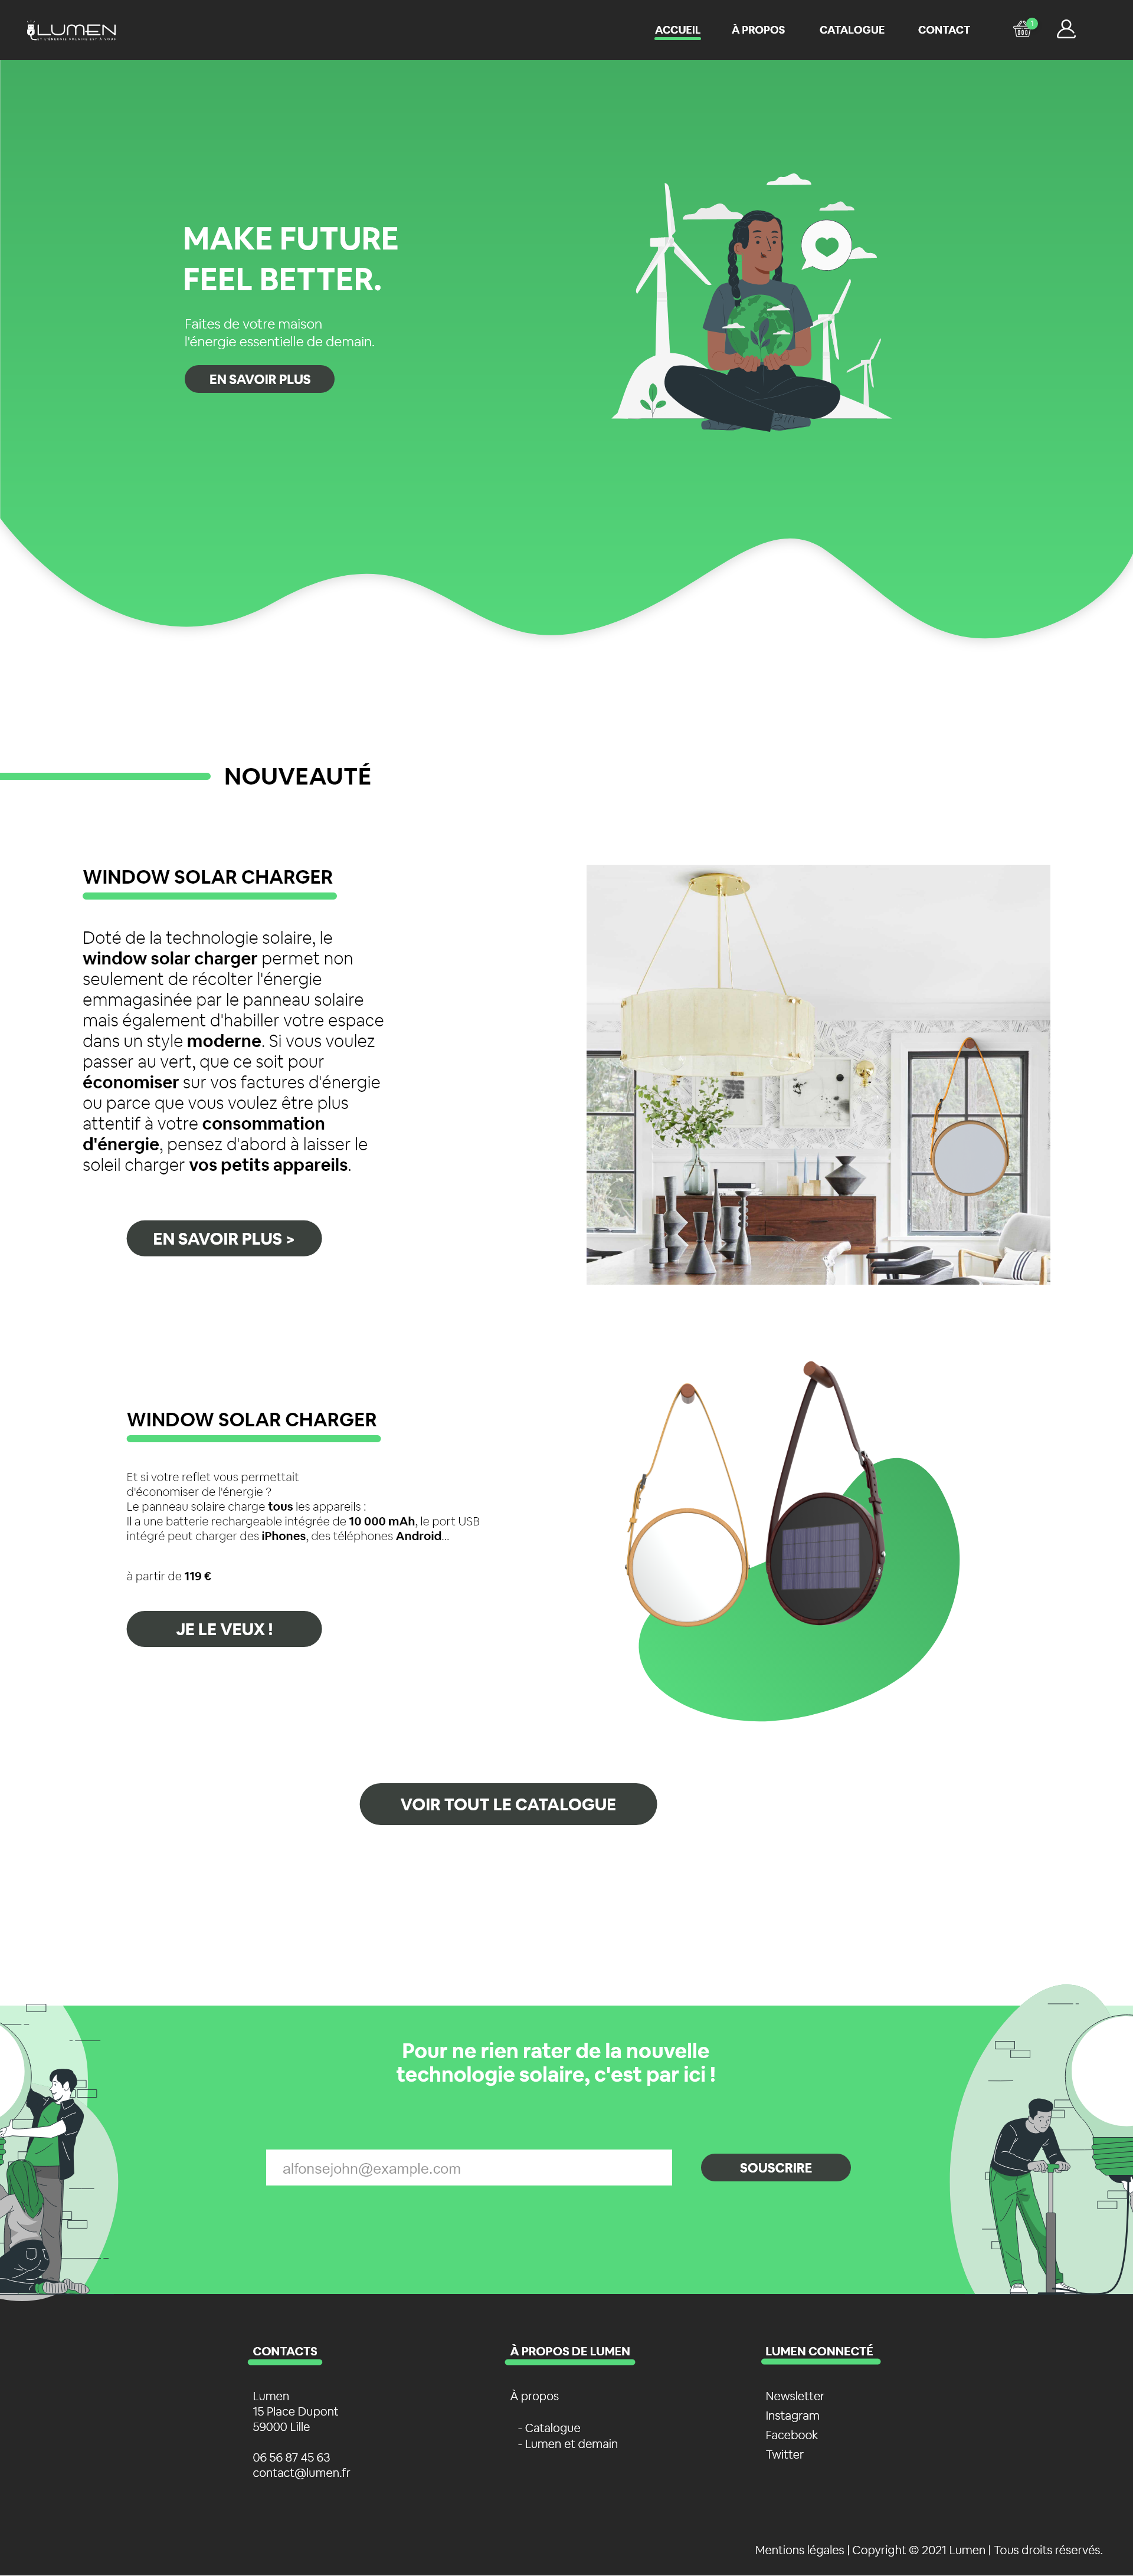 LUMEN
ET L'ÉNERGIE SOLAIRE EST À VOUS
ACCUEIL
À PROPOS
CATALOGUE
CONTACT
1
MAKE FUTURE
FEEL BETTER.
Faites de votre maison
l'énergie essentielle de demain.
EN SAVOIR PLUS
NOUVEAUTÉ
WINDOW SOLAR CHARGER
Doté de la technologie solaire, le
window solar charger permet non
seulement de récolter l'énergie
emmagasinée par le panneau solaire
mais également d'habiller votre espace
dans un style moderne. Si vous voulez
passer au vert, que ce soit pour
économiser sur vos factures d'énergie
ou parce que vous voulez être plus
attentif à votre consommation
d'énergie, pensez d'abord à laisser le
soleil charger vos petits appareils.
EN SAVOIR PLUS >
WINDOW SOLAR CHARGER
Et si votre reflet vous permettait
d'économiser de l'énergie ?
Le panneau solaire charge tous les appareils :
Il a une batterie rechargeable intégrée de 10 000 mAh, le port USB
intégré peut charger des iPhones, des téléphones Android...
à partir de 119 €
JE LE VEUX !
VOIR TOUT LE CATALOGUE
Pour ne rien rater de la nouvelle
technologie solaire, c'est par ici !
alfonsejohn@example.com
SOUSCRIRE
CONTACTS
Lumen
15 Place Dupont
59000 Lille
06 56 87 45 63
contact@lumen.fr
À PROPOS DE LUMEN
À propos
- Catalogue
- Lumen et demain
LUMEN CONNECTÉ
Newsletter
Instagram
Facebook
Twitter
Mentions légales | Copyright © 2021 Lumen | Tous droits réservés.